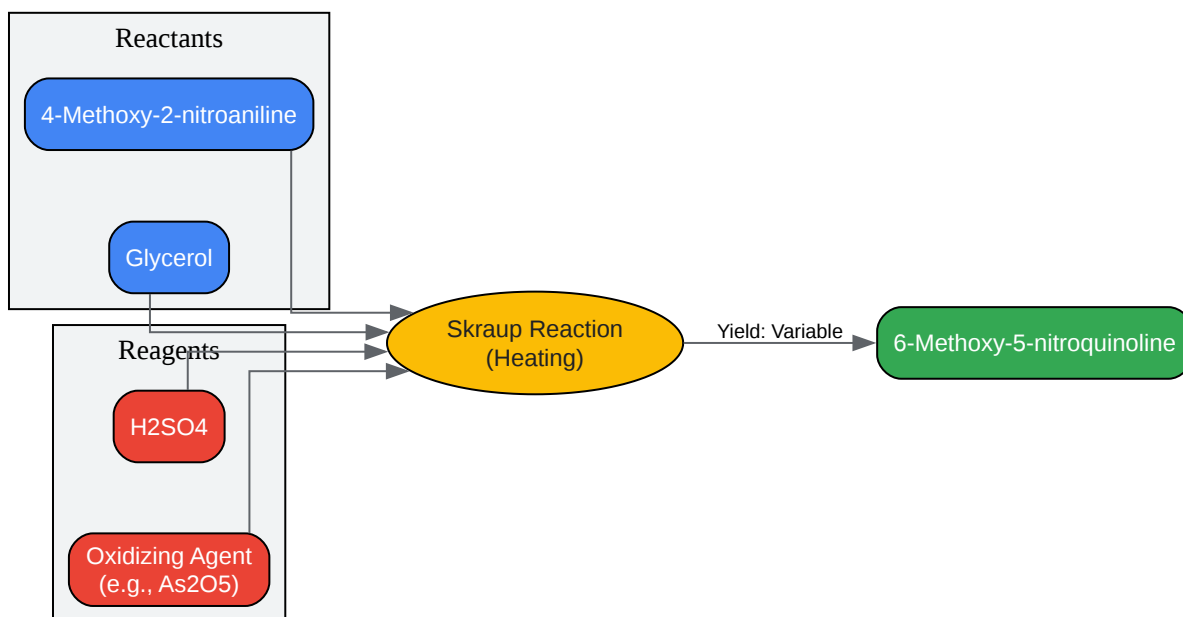 Reactants
4-Methoxy-2-nitroaniline
Glycerol
Reagents
H2SO4
Oxidizing Agent
(e.g., As2O5)
Skraup Reaction
(Heating)
Yield: Variable
6-Methoxy-5-nitroquinoline